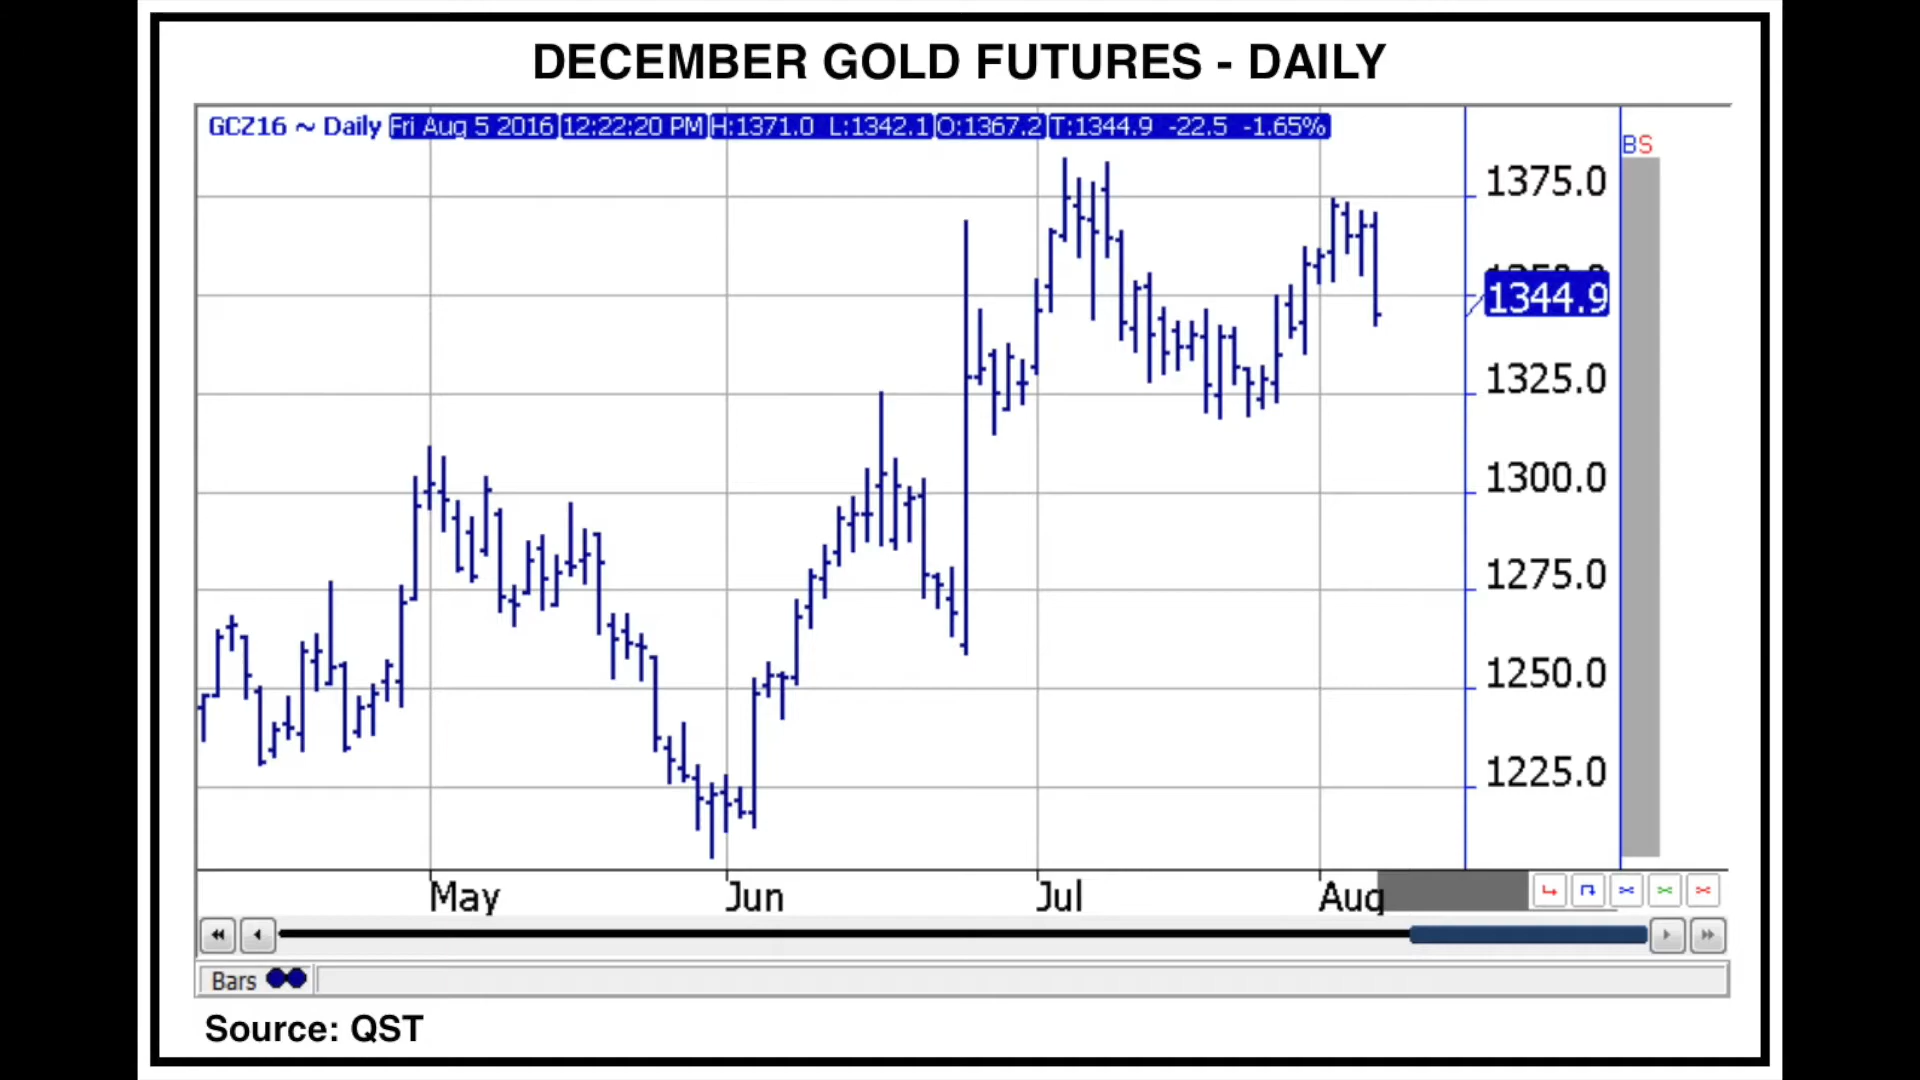 DECEMBER GOLD FUTURES - DAILY
GCZ16 ~ Daily Fri Aug 5 2016 12:22:20 PM H:1371.0 L:1342.1 O:1367.2 T:1344.9 -22.5 -1.65%
BS
1375.0
1344.9
1325.0
1300.0
1275.0
1250.0
1225.0
May Jun Jul Aug
Bars
Source: QST